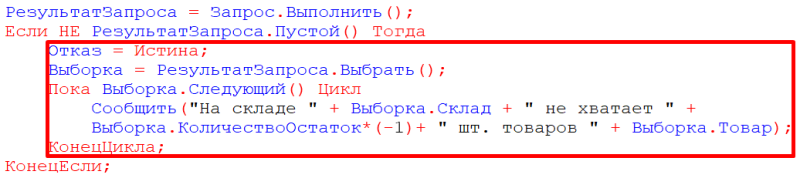 РезультатЗапроса = Запрос.Выполнить();
Если НЕ РезультатЗапроса.Пустой() Тогда
Отказ = Истина;
Выборка = РезультатЗапроса.Выбрать();
Пока Выборка.Следующий() Цикл
Сообщить("На складе " + Выборка.Склад + " не хватает " +
Выборка.КоличествоОстаток*(-1)+ " шт. товаров " + Выборка.Товар);
КонецЦикла;
КонецЕсли;